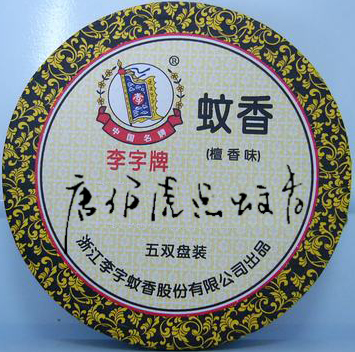 ®
中国名牌
李字牌
蚊香
(檀香味)
唐伯虎点蚊香
五双盘装
浙江李字蚊香股份有限公司出品